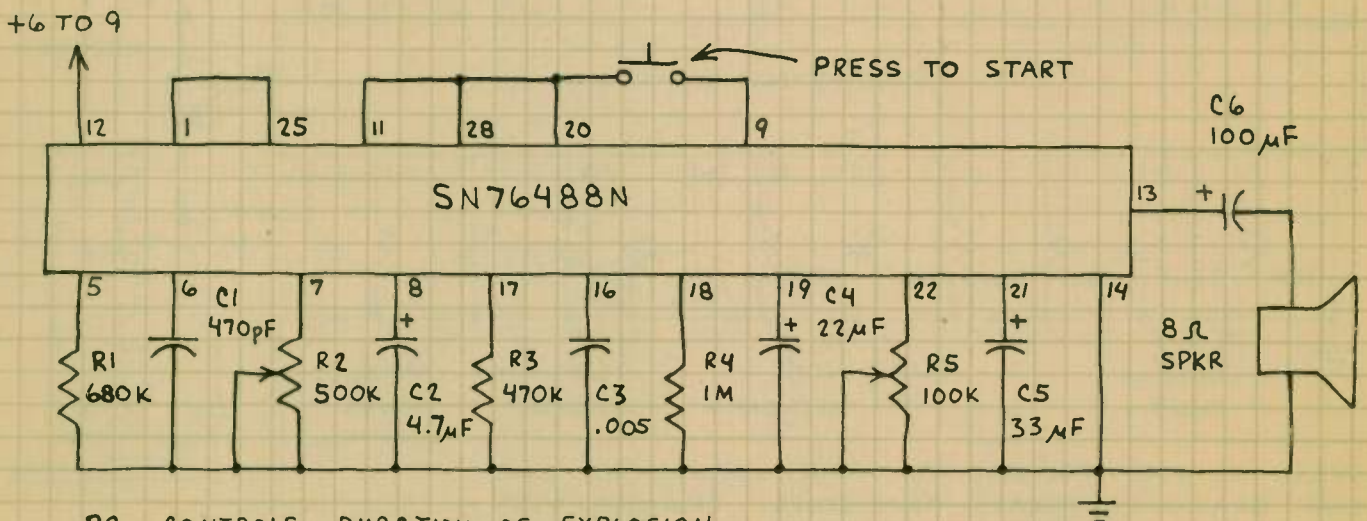 +6 TO 9
PRESS TO START
C6
100μF
12
1
25
11
28
20
9
SN76488N
13
5
6
7
8
17
16
18
19
22
21
14
C1
470pF
R1
680K
R2
500K
+
C2
4.7μF
R3
470K
C3
.005
R4
1M
+
C4
22μF
R5
100K
+
C5
33μF
+
8Ω
SPKR
R2 CONTROLS DURATION OF EXPLOSION